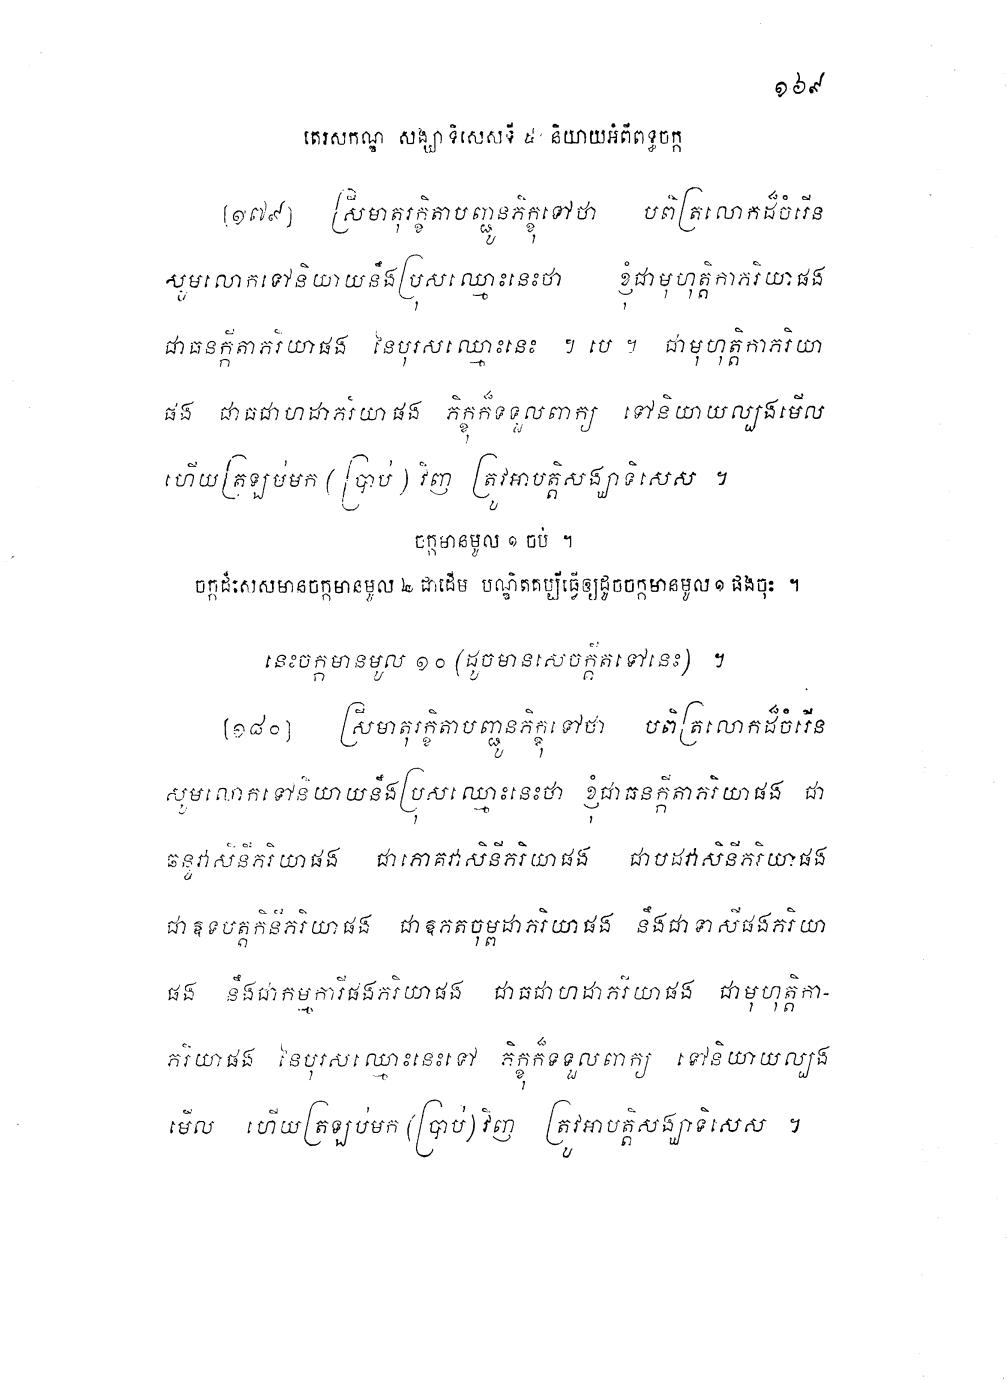 ១៦៩
តេរសកណ្ឌ សង្ឃាទិសេសទី ៥ និយាយអំពីពទ្ធចក្ក
[១៧៩] ស្រីមាតុរក្ខិតាបញ្ជូនភិក្ខុទៅថា បពិត្រលោកដ៏ចំរើន
សូមលោកទៅនិយាយនឹងប្រុសឈ្មោះនេះថា ខ្ញុំជាមុហុត្តិកាភរិយាផង
ជាធនក្កីតាភរិយាផង នៃបុរសឈ្មោះនេះ ។ បេ ។ ជាមុហុត្តិកាភរិយា
ផង ជាធជាហដាភរិយាផង ភិក្ខុក៏ទទួលពាក្យ ទៅនិយាយល្បងមើល
ហើយត្រឡប់មក (ប្រាប់) វិញ ត្រូវអាបត្តិសង្ឃាទិសេស ។
ចក្កមានមូល ១ ចប់ ។
ចក្កដ៏សេសមានចក្កមានមូល ២ ជាដើម បណ្ឌិតគប្បីធ្វើឲ្យដូចចក្កមានមូល ១ ផងចុះ ។
នេះចក្កមានមូល ១០ (ដូចមានសេចក្តីតទៅនេះ) ។
[១៨០] ស្រីមាតុរក្ខិតាបញ្ជូនភិក្ខុទៅថា បពិត្រលោកដ៏ចំរើន
សូមលោកទៅនិយាយនឹងប្រុសឈ្មោះនេះថា ខ្ញុំជាធនក្កីតាភរិយាផង ជា
ឆន្ទវាសិនីភរិយាផង ជាភោគវាសិនីភរិយាផង ជាបដវាសិនីភរិយាផង
ជាឱទបត្តកិនីភរិយាផង ជាឱភតចុម្ពដាភរិយាផង នឹងជាទាសីផងភរិយា
ផង នឹងជាកម្មការីផងភរិយាផង ជាធជាហដាភរិយាផង ជាមុហុត្តិកា-
ភរិយាផង នៃបុរសឈ្មោះនេះទៅ ភិក្ខុក៏ទទួលពាក្យ ទៅនិយាយល្បង
មើល ហើយត្រឡប់មក (ប្រាប់) វិញ ត្រូវអាបត្តិសង្ឃាទិសេស ។